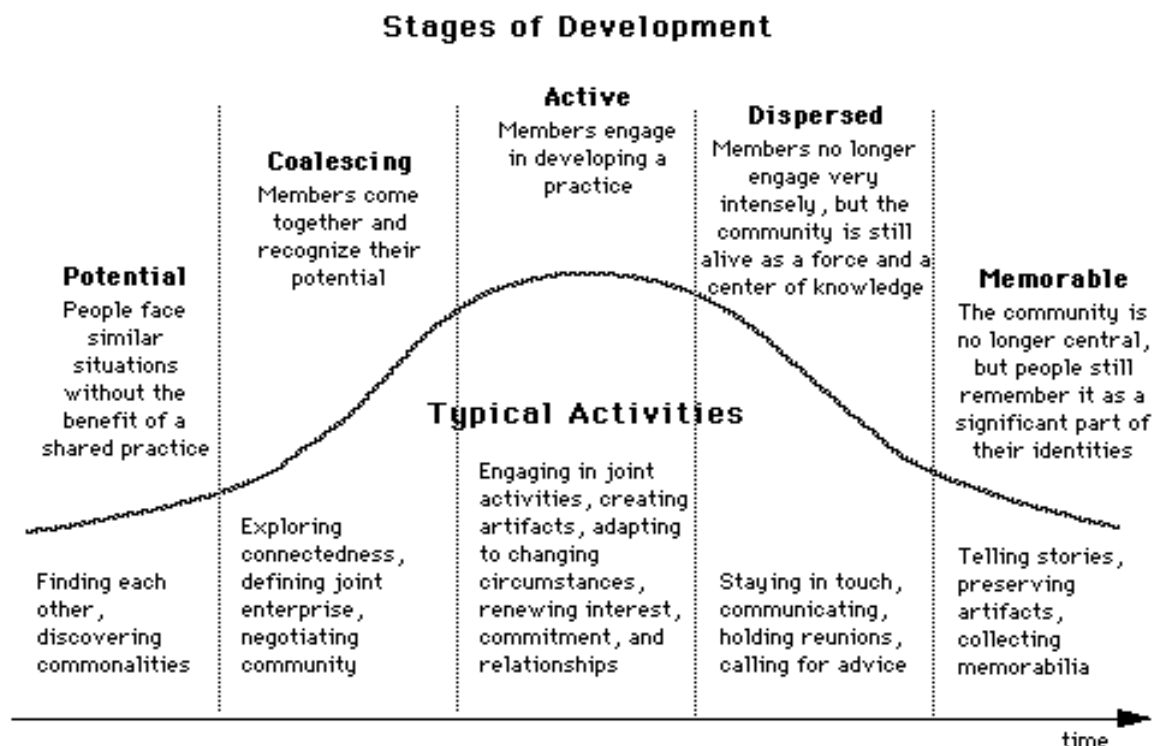 Stages of Development
Potential
People face
similar
situations
without the
benefit of a
shared practice
Coalescing
Members come
together and
recognize their
potential
Active
Members engage
in developing a
practice
Dispersed
Members no longer
engage very
intensely, but the
community is still
alive as a force and a
center of knowledge
Memorable
The community is
no longer central,
but people still
remember it as a
significant part of
their identities
Typical Activities
Finding each
other,
discovering
commonalities
Exploring
connectedness,
defining joint
enterprise,
negotiating
community
Engaging in joint
activities, creating
artifacts, adapting
to changing
circumstances,
renewing interest,
commitment, and
relationships
Staying in touch,
communicating,
holding reunions,
calling for advice
Telling stories,
preserving
artifacts,
collecting
memorabilia
time